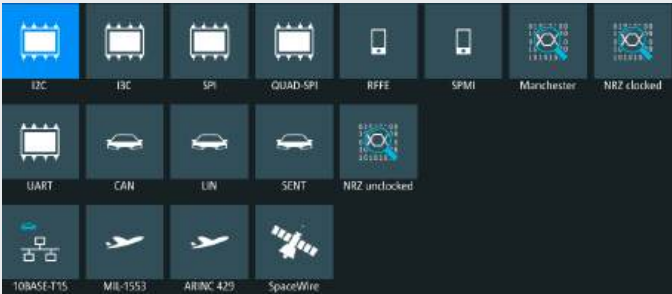 I2C I3C SPI QUAD-SPI RFFE SPMI Manchester NRZ clocked
UART CAN LIN SENT NRZ unclocked
10BASE-T1S MIL-1553 ARINC 429 SpaceWire